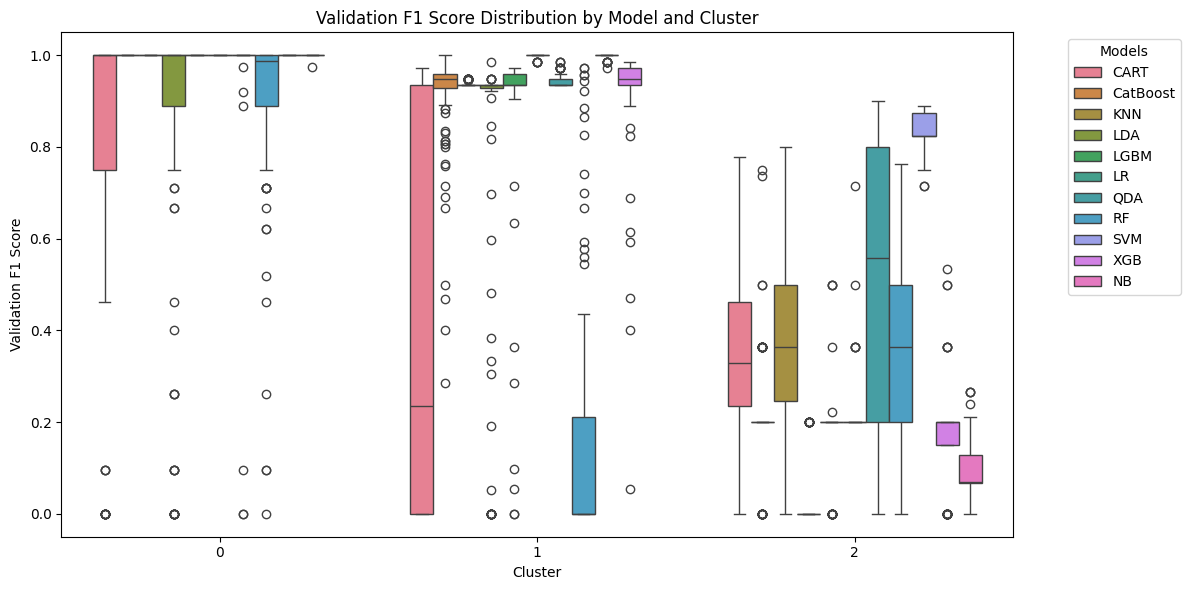 Validation F1 Score Distribution by Model and Cluster
Validation F1 Score
1.0
0.8
0.6
0.4
0.2
0.0
0
1
2
Cluster
Models
CART
CatBoost
KNN
LDA
LGBM
LR
QDA
RF
SVM
XGB
NB